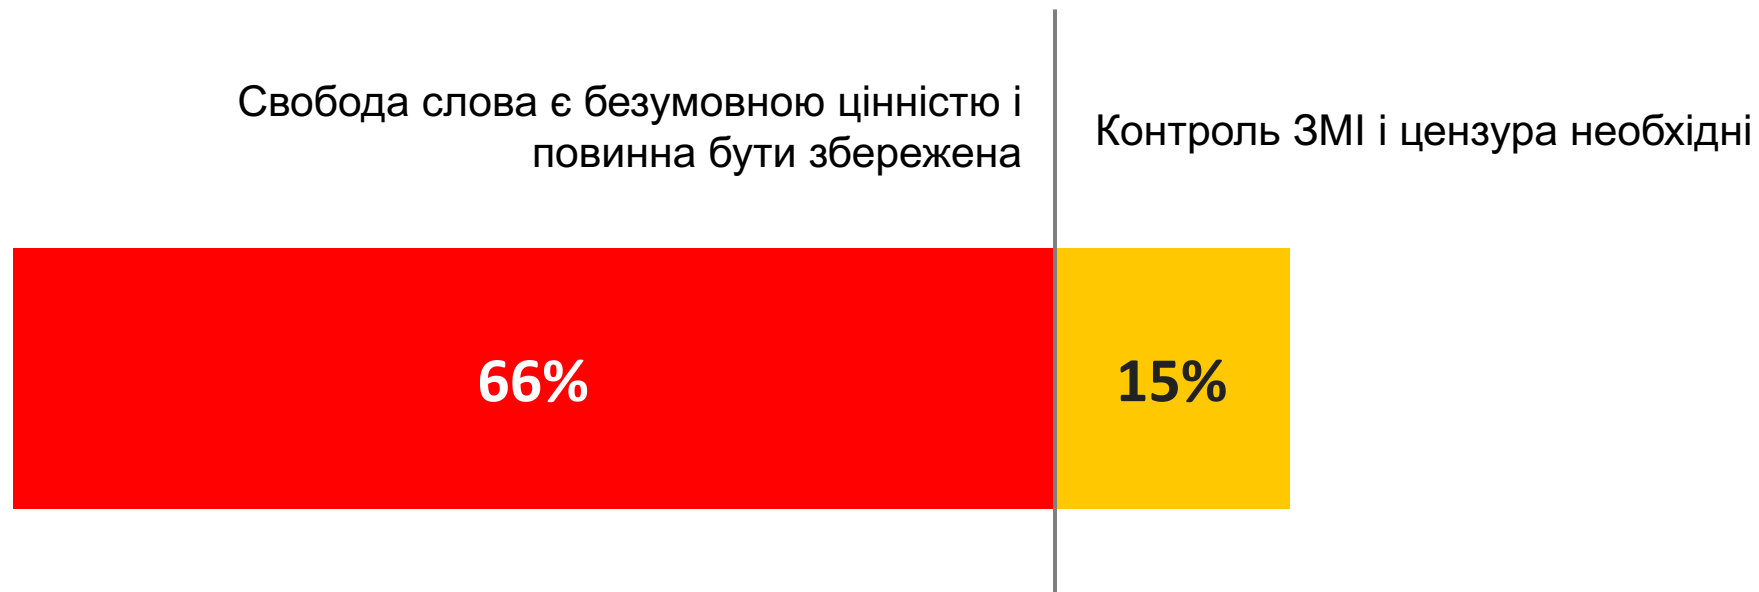 Свобода слова є безумовною цінністю і
повинна бути збережена
Контроль ЗМІ і цензура необхідні
66%
15%